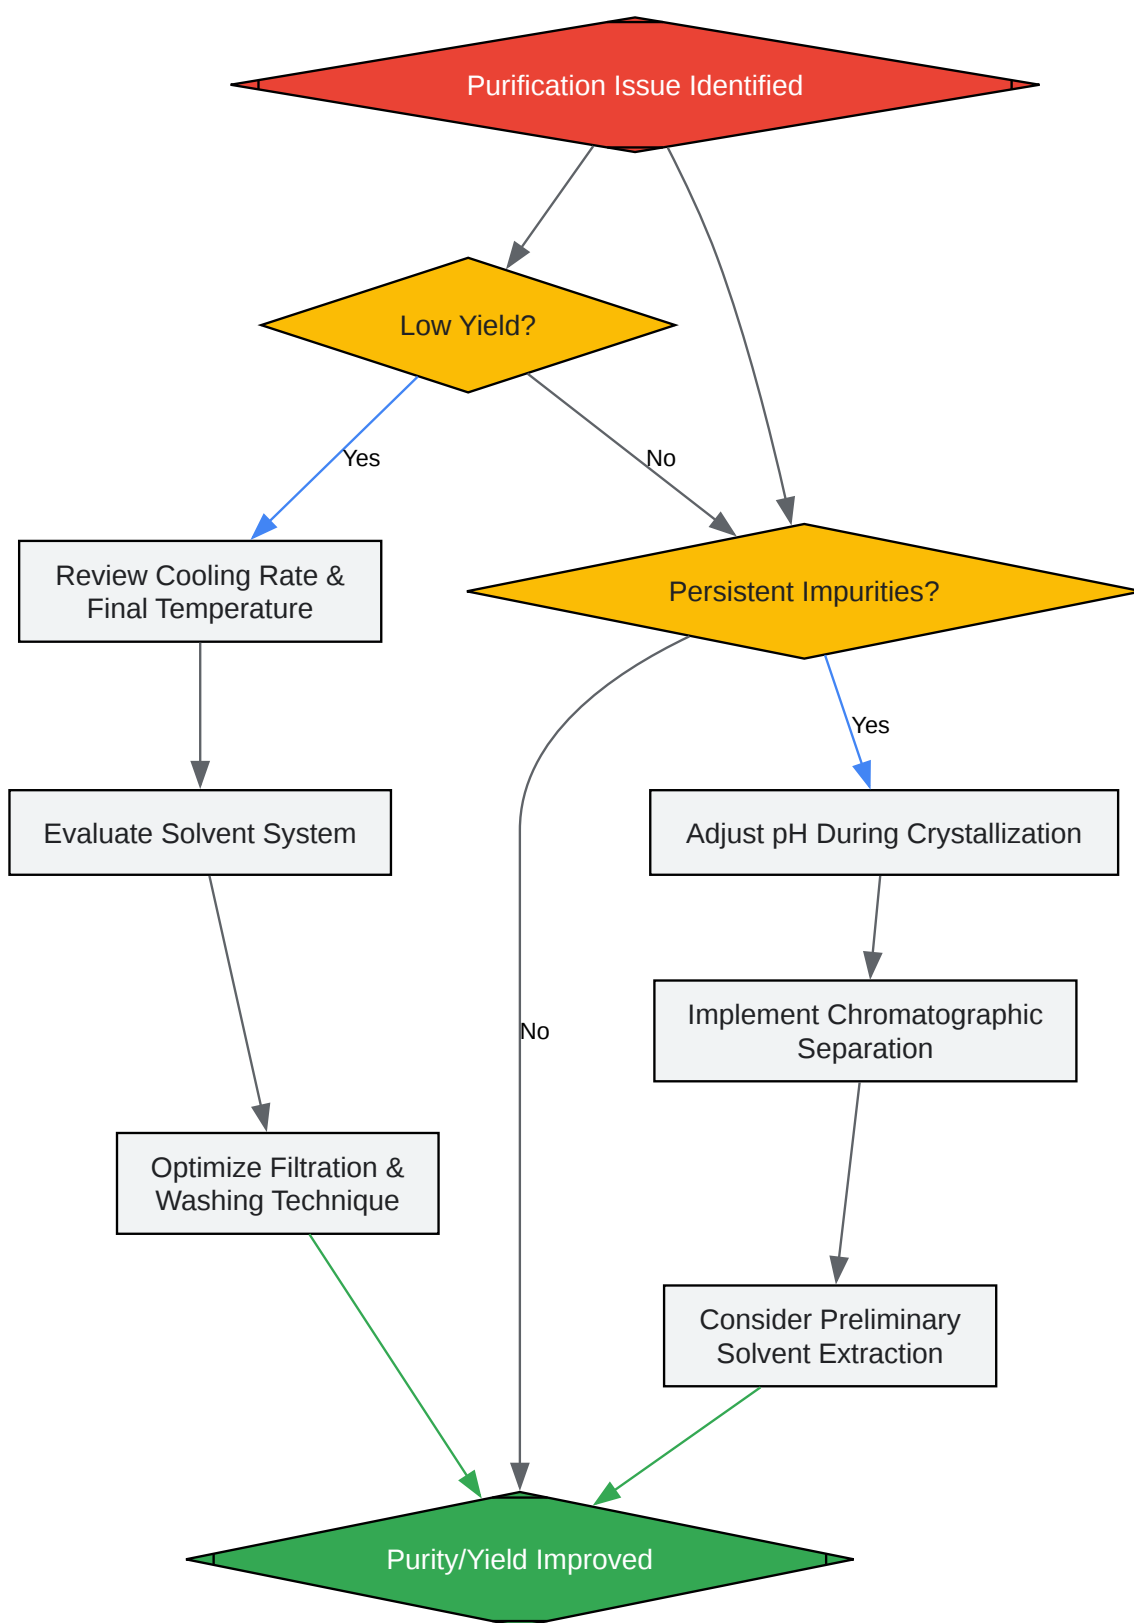 Purification Issue Identified
Low Yield?
Yes
No
Review Cooling Rate &
Final Temperature
Persistent Impurities?
Yes
Evaluate Solvent System
Adjust pH During Crystallization
No
Implement Chromatographic
Separation
Optimize Filtration &
Washing Technique
Consider Preliminary
Solvent Extraction
Purity/Yield Improved